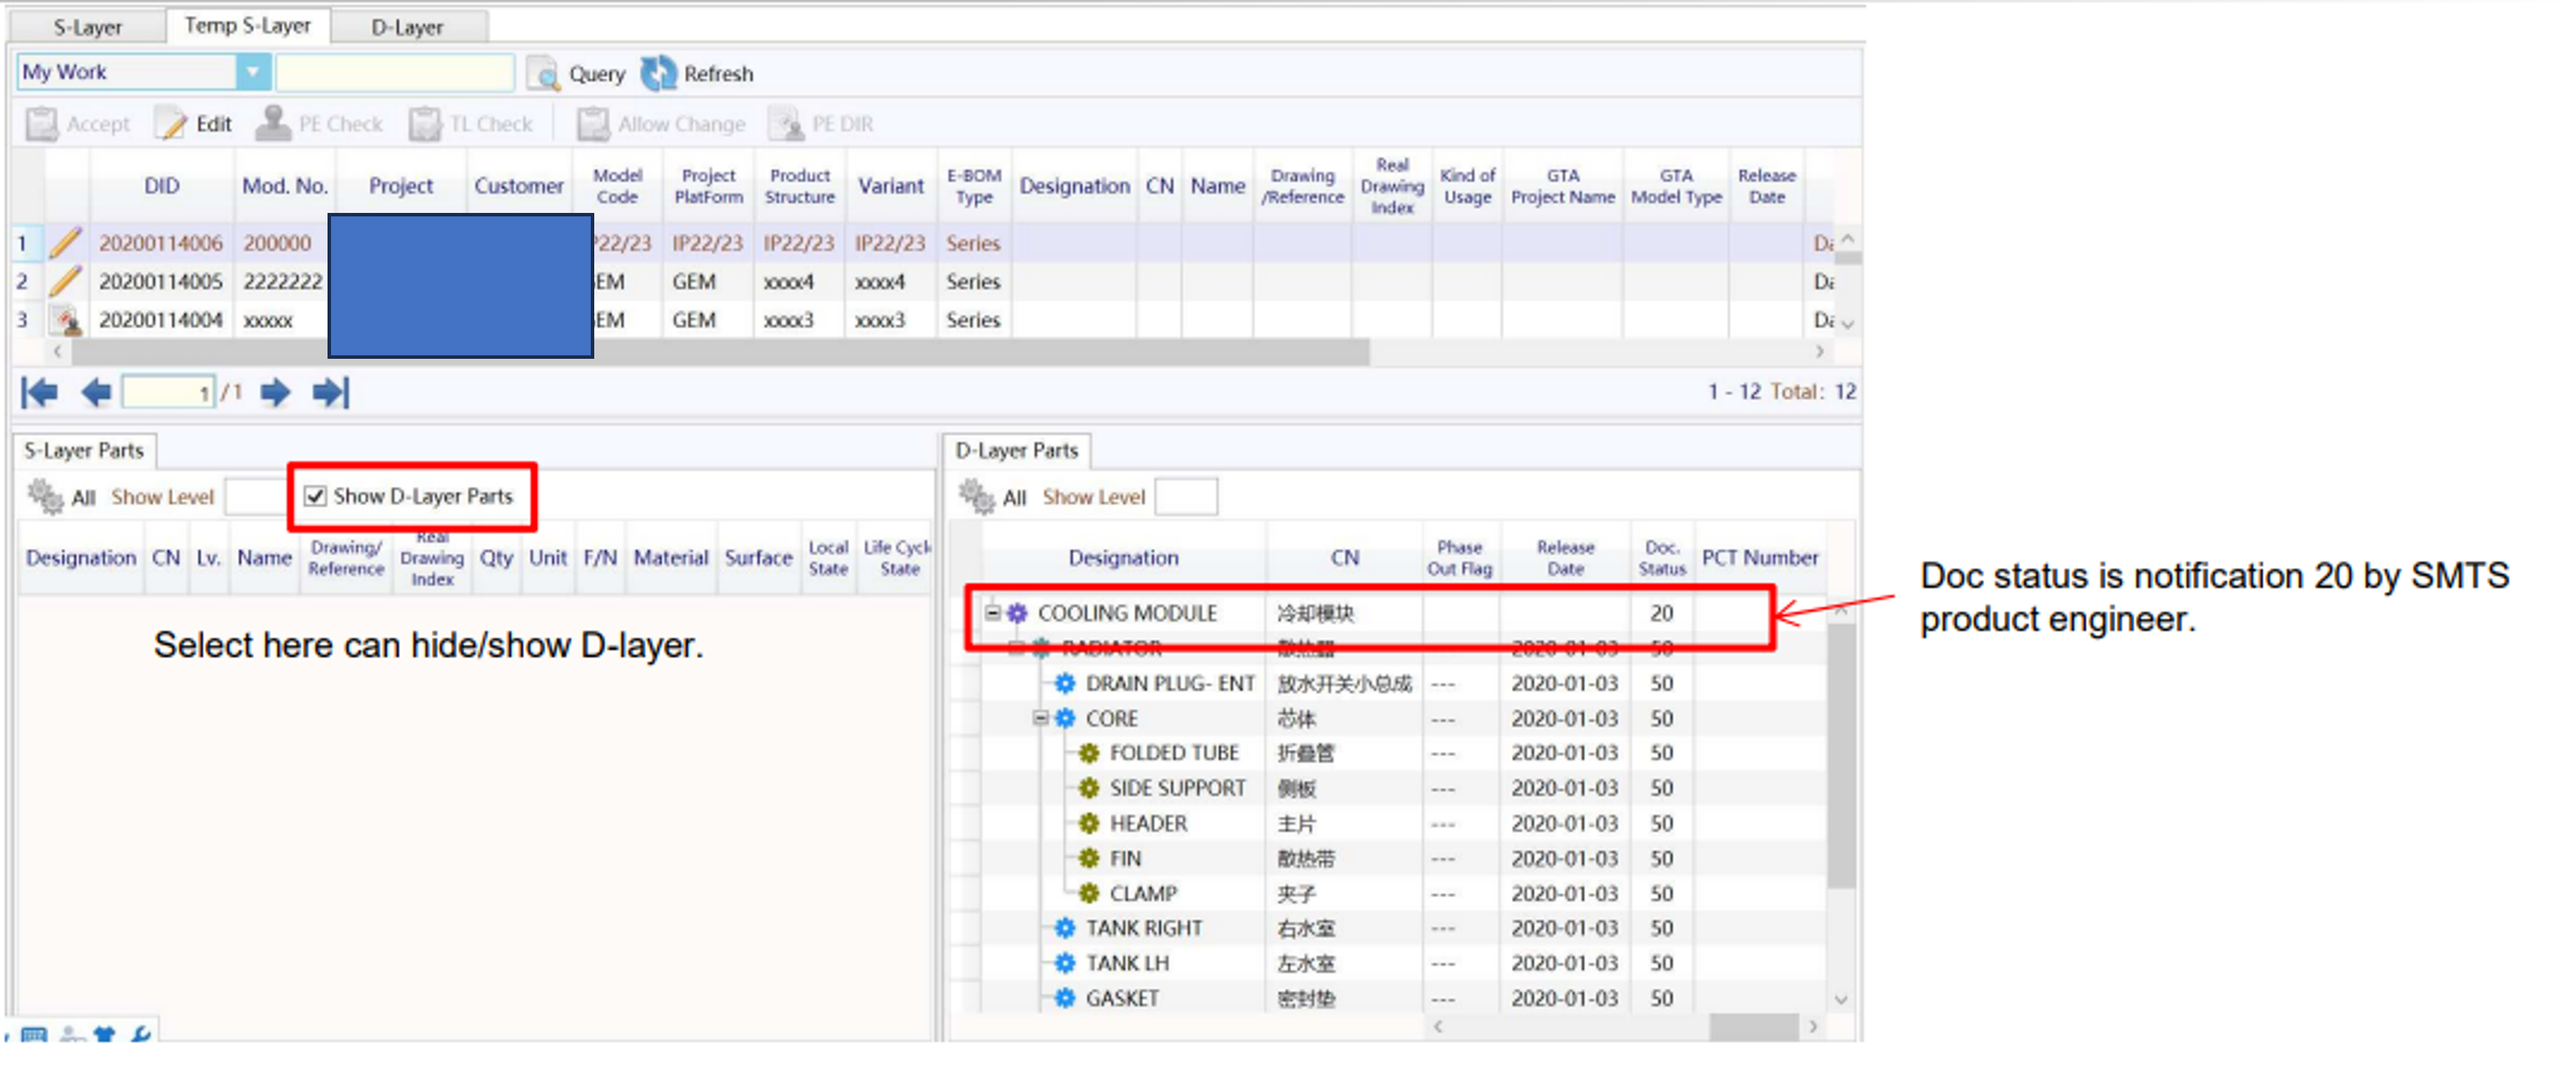 S-Layer Temp S-Layer D-Layer
My Work Query Refresh
Accept Edit PE Check TL Check Allow Change PE DIR
DID Mod. No. Project Customer Model Code Project PlatForm Product Structure Variant E-BOM Type Designation CN Name Drawing /Reference Real Drawing Index Kind of Usage GTA Project Name GTA Model Type Release Date
1 20200114006 200000 P22/23 IP22/23 IP22/23 IP22/23 Series
2 20200114005 2222222 EM GEM xxxx4 xxxx4 Series
3 20200114004 xxxxx EM GEM xxxx3 xxxx3 Series
1 /1 1 - 12 Total: 12
S-Layer Parts
All Show Level Show D-Layer Parts
Designation CN Lv. Name Drawing/ Reference Real Drawing Index Qty Unit F/N Material Surface Local State Life Cycl State
Select here can hide/show D-layer.
D-Layer Parts
All Show Level
Designation CN Phase Out Flag Release Date Doc. Status PCT Number
COOLING MODULE 冷却模块 20
RADIATOR 散热器 2020-01-03 50
DRAIN PLUG- ENT 放水开关小总成 --- 2020-01-03 50
CORE 芯体 --- 2020-01-03 50
FOLDED TUBE 折叠管 --- 2020-01-03 50
SIDE SUPPORT 侧板 --- 2020-01-03 50
HEADER 主片 --- 2020-01-03 50
FIN 散热带 --- 2020-01-03 50
CLAMP 夹子 --- 2020-01-03 50
TANK RIGHT 右水室 --- 2020-01-03 50
TANK LH 左水室 --- 2020-01-03 50
GASKET 密封垫 --- 2020-01-03 50
Doc status is notification 20 by SMTS
product engineer.